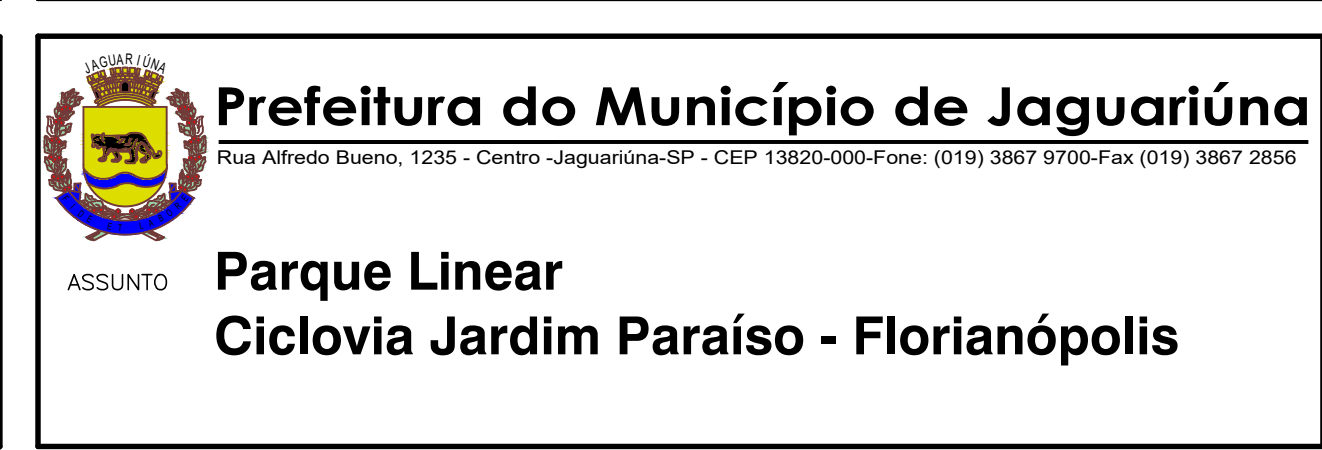 JAGUARIÚNA
Prefeitura do Município de Jaguariúna
Rua Alfredo Bueno, 1235 - Centro -Jaguariúna-SP - CEP 13820-000-Fone: (019) 3867 9700-Fax (019) 3867 2856
ASSUNTO
Parque Linear
Ciclovia Jardim Paraíso - Florianópolis